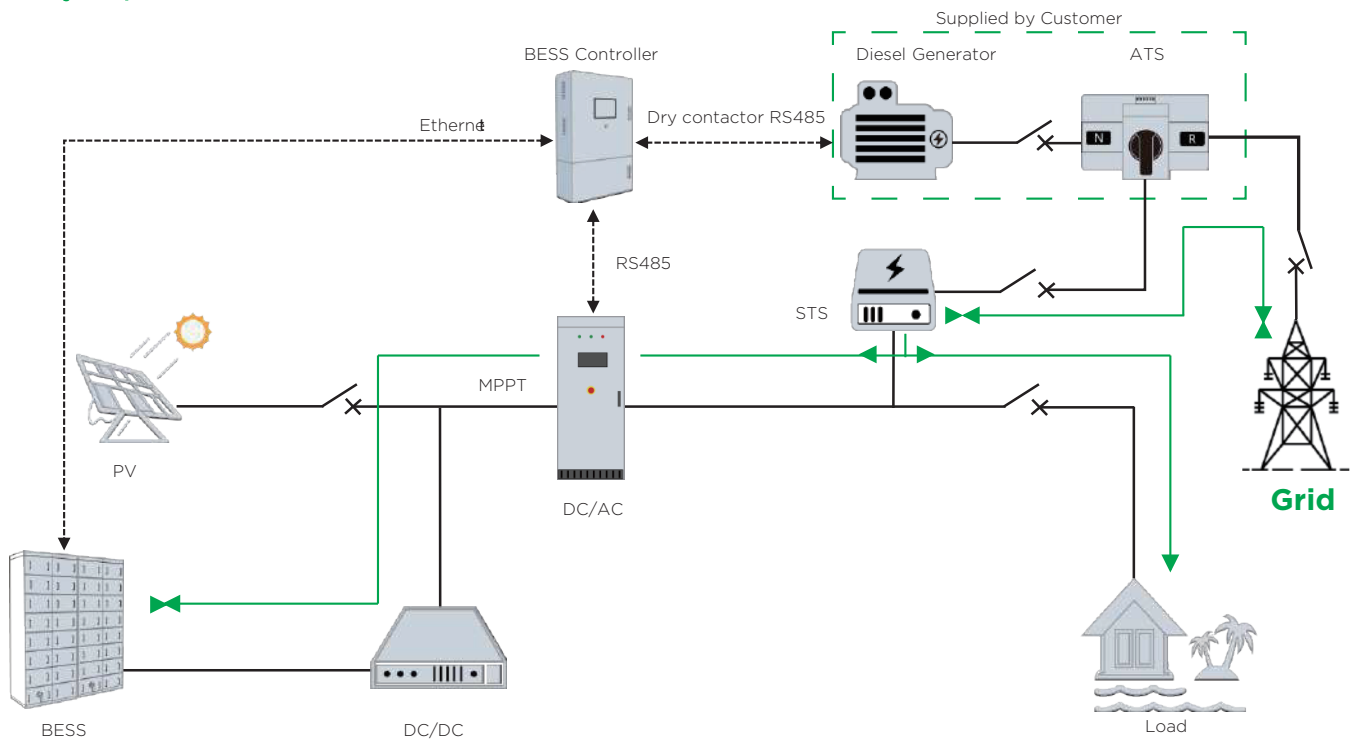 Supplied by Customer
BESS Controller
Diesel Generator
ATS
Ethernet
Dry contactor RS485
N
R
RS485
STS
MPPT
PV
DC/AC
Grid
BESS
DC/DC
Load